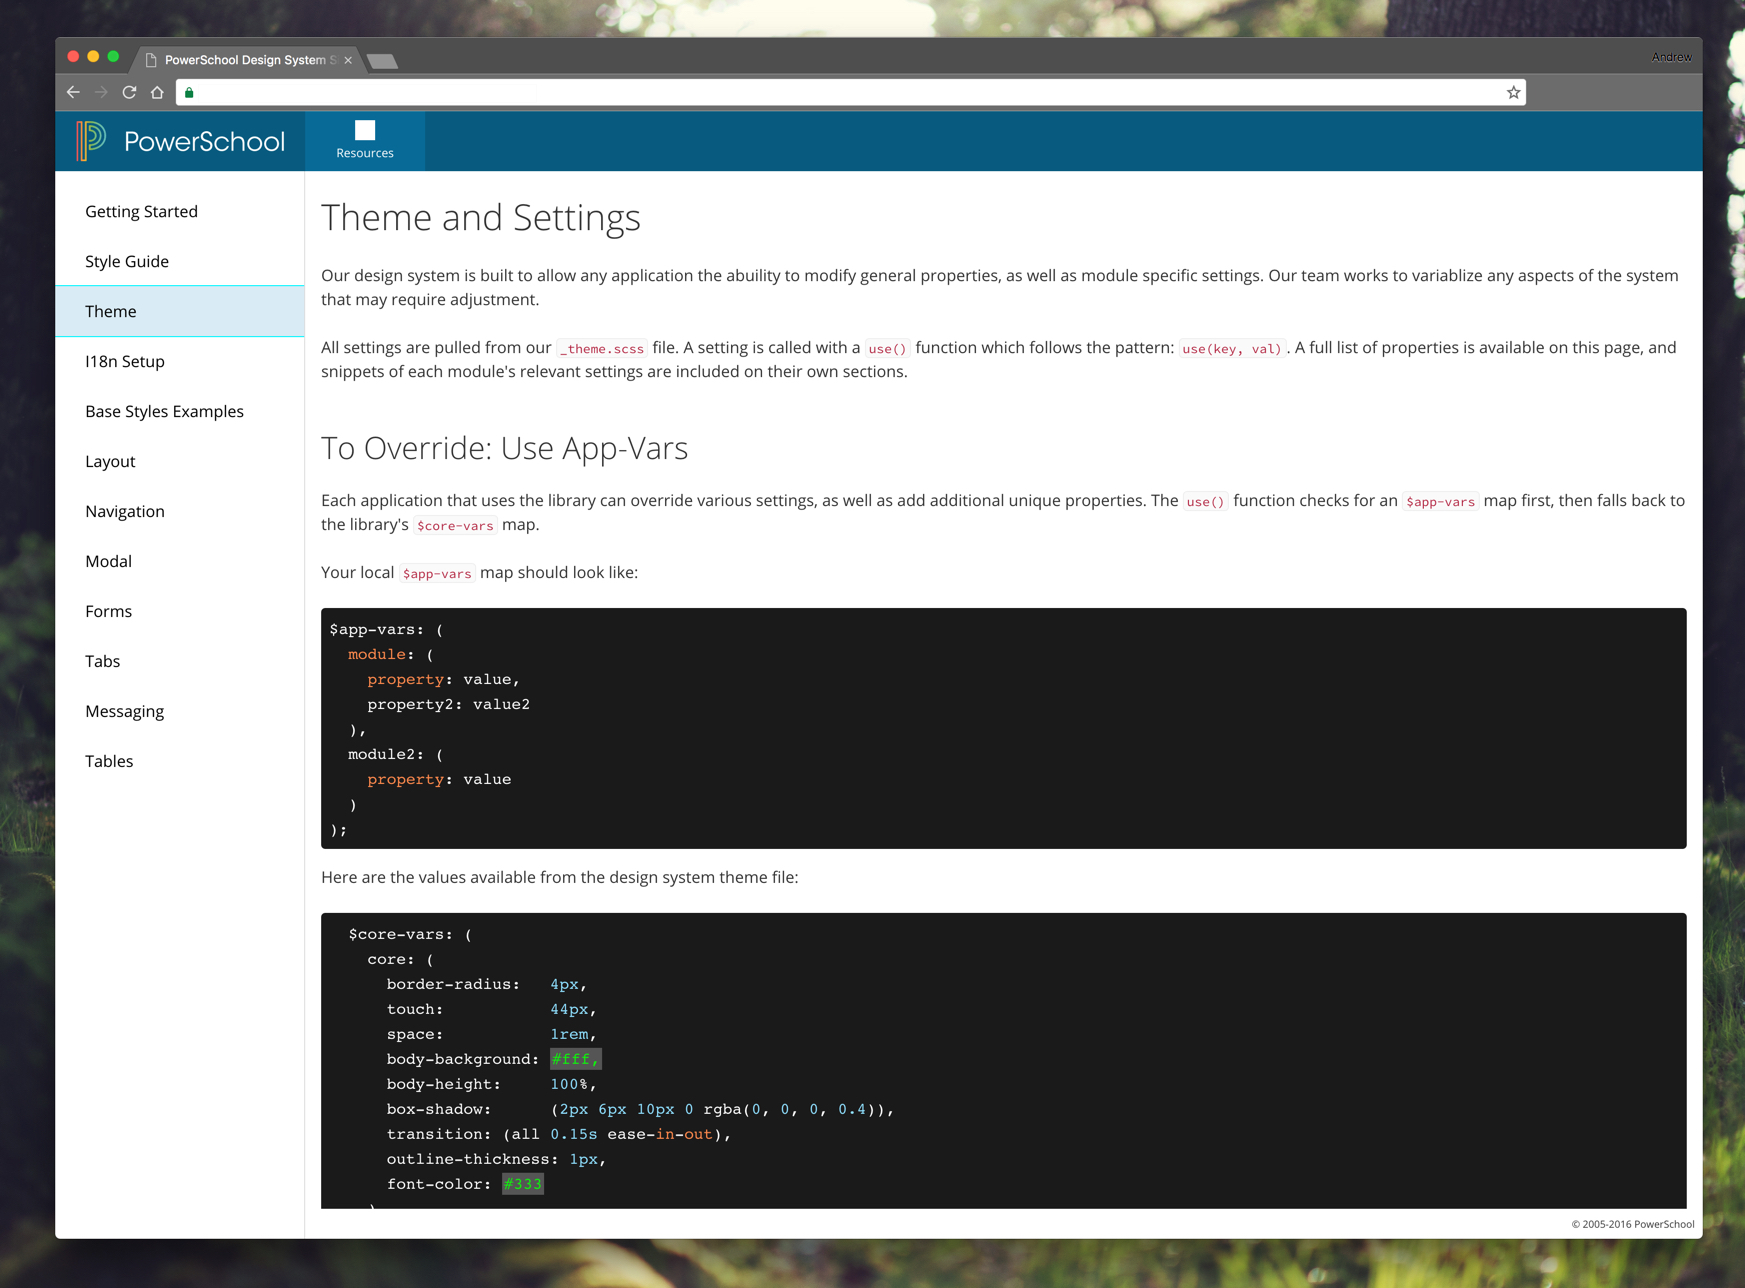 PowerSchool Design System S
Andrew
PowerSchool
Resources
Getting Started
Style Guide
Theme
I18n Setup
Base Styles Examples
Layout
Navigation
Modal
Forms
Tabs
Messaging
Tables
Theme and Settings
Our design system is built to allow any application the abuility to modify general properties, as well as module specific settings. Our team works to variablize any aspects of the system
that may require adjustment.
All settings are pulled from our _theme.scss file. A setting is called with a use() function which follows the pattern: use(key, val). A full list of properties is available on this page, and
snippets of each module's relevant settings are included on their own sections.
To Override: Use App-Vars
Each application that uses the library can override various settings, as well as add additional unique properties. The use() function checks for an $app-vars map first, then falls back to
the library's $core-vars map.
Your local $app-vars map should look like:
$app-vars: (
module: (
property: value,
property2: value2
),
module2: (
property: value
)
);
Here are the values available from the design system theme file:
$core-vars: (
core: (
border-radius: 4px,
touch: 44px,
space: 1rem,
body-background: #fff,
body-height: 100%,
box-shadow: (2px 6px 10px 0 rgba(0, 0, 0, 0.4)),
transition: (all 0.15s ease-in-out),
outline-thickness: 1px,
font-color: #333
© 2005-2016 PowerSchool